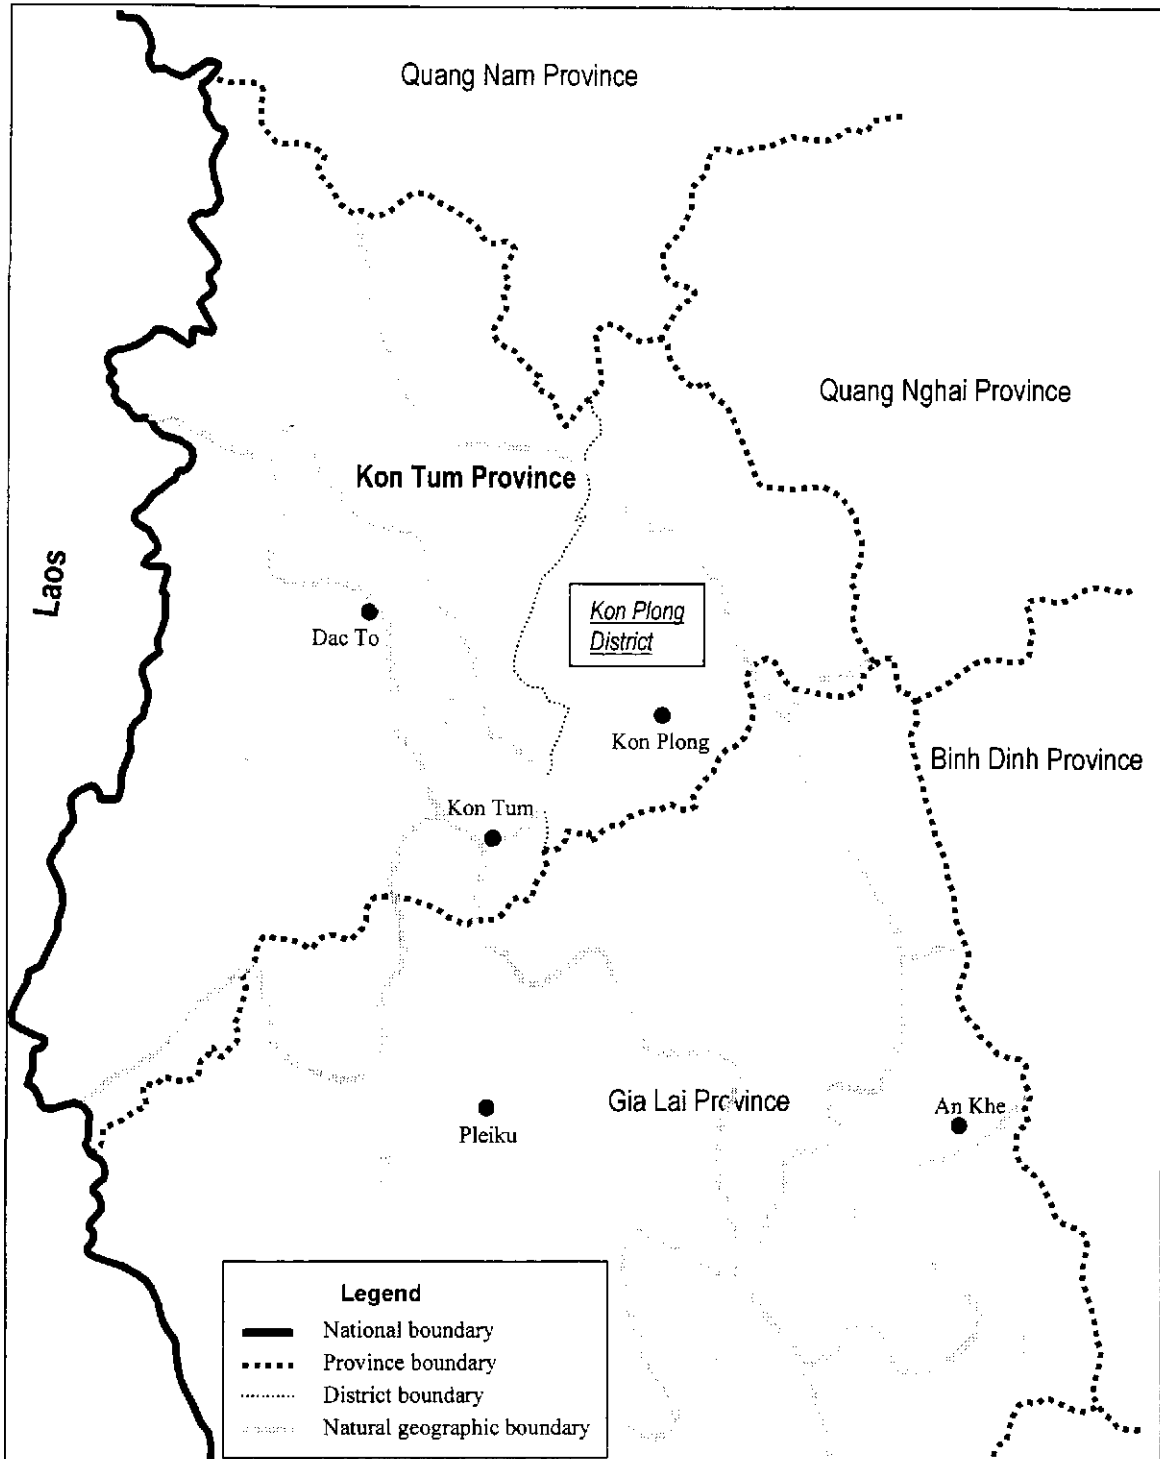 Quang Nam Province
Quang Nghai Province
Kon Tum Province
Laos
Kon Plong
District
Dac To
Kon Plong
Binh Dinh Province
Kon Tum
Gia Lai Province
An Khe
Pleiku
Legend
National boundary
Province boundary
District boundary
Natural geographic boundary